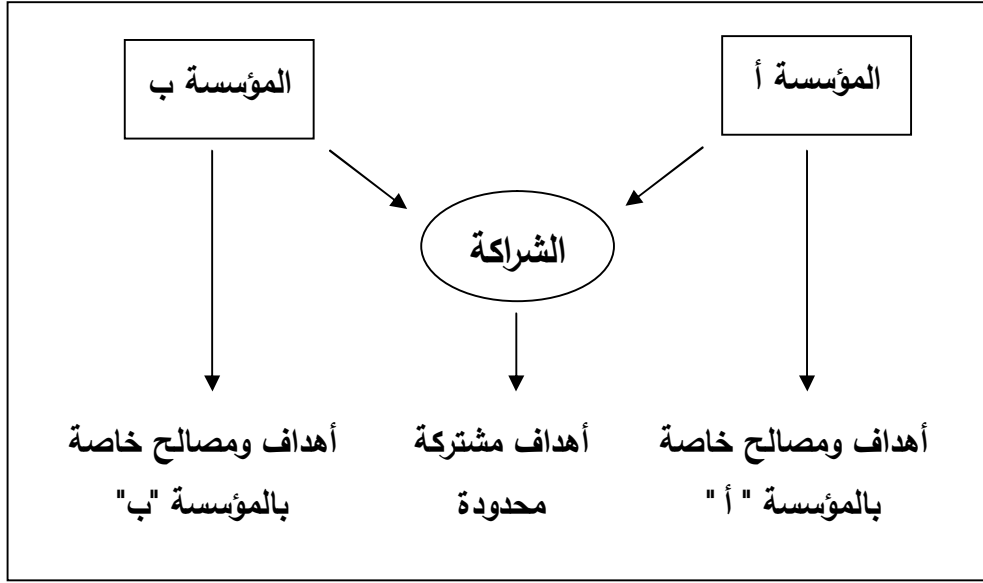 المؤسسة أ
المؤسسة ب
الشراكة
أهداف ومصالح خاصة
بالمؤسسة " أ "
أهداف مشتركة
محدودة
أهداف ومصالح خاصة
بالمؤسسة "ب"